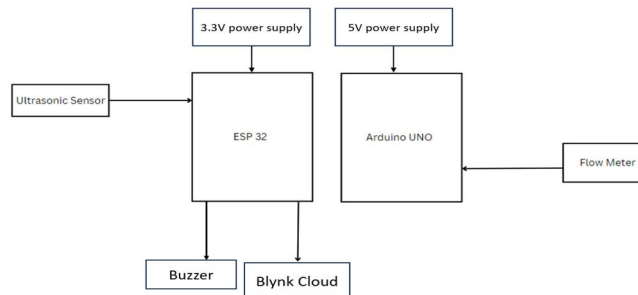 3.3V power supply
5V power supply
Ultrasonic Sensor
ESP 32
Arduino UNO
Flow Meter
Buzzer
Blynk Cloud